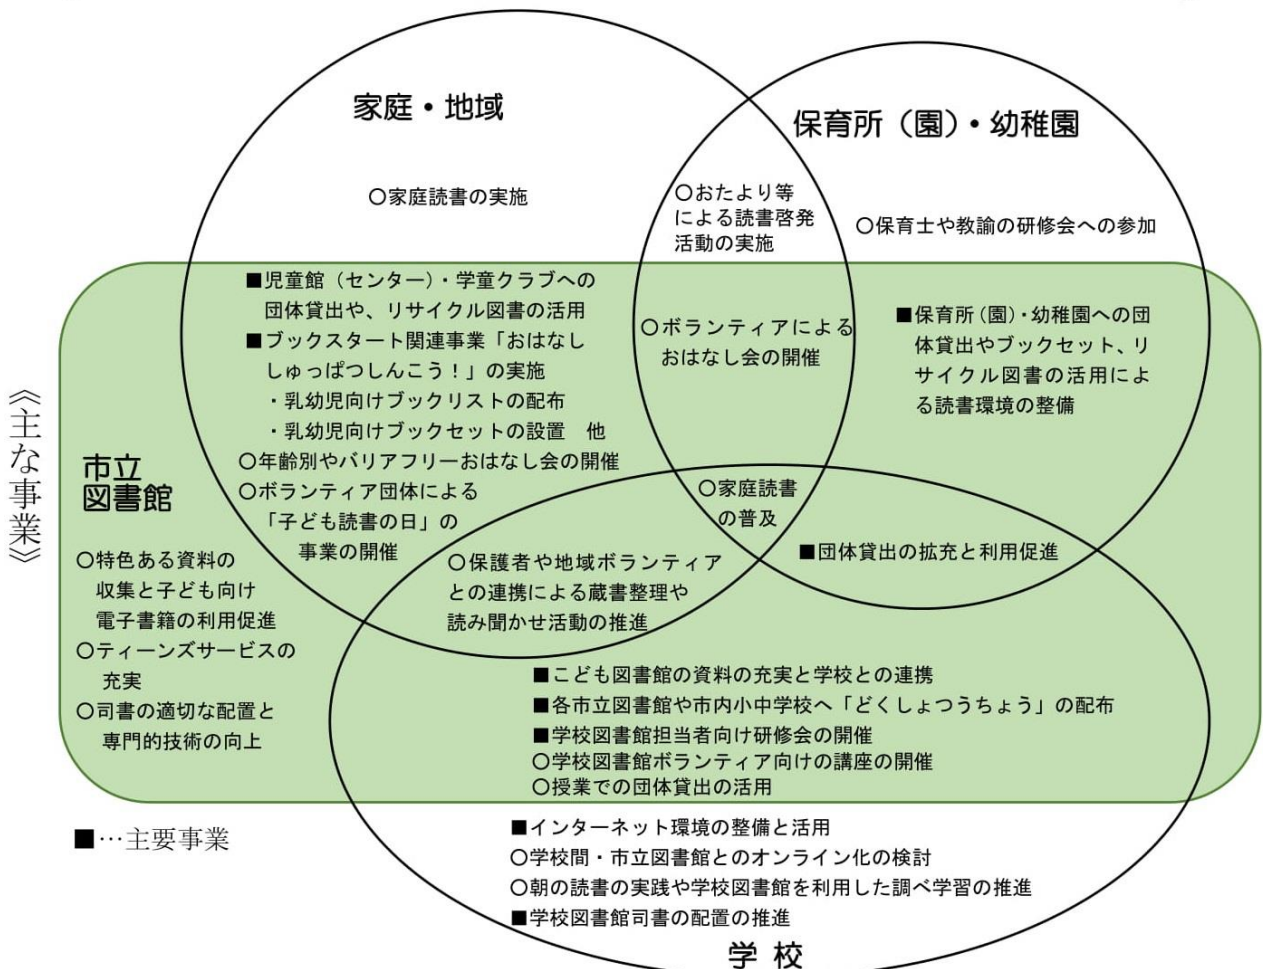 家庭・地域
○家庭読書の実施
保育所（園）・幼稚園
○おたより等
による読書啓発
活動の実施
○保育士や教諭の研修会への参加
■児童館（センター）・学童クラブへの
団体貸出や、リサイクル図書の活用
■ブックスタート関連事業「おはなし
しゅっぱつしんこう！」の実施
・乳幼児向けブックリストの配布
・乳幼児向けブックセットの設置　他
○年齢別やバリアフリーおはなし会の開催
○ボランティア団体による
「子ども読書の日」の
事業の開催
○ボランティアによる
おはなし会の開催
■保育所（園）・幼稚園への団
体貸出やブックセット、リ
サイクル図書の活用によ
る読書環境の整備
《主な事業》
市立
図書館
○特色ある資料の
収集と子ども向け
電子書籍の利用促進
○ティーンズサービスの
充実
○司書の適切な配置と
専門的技術の向上
○家庭読書
の普及
○保護者や地域ボランティア
との連携による蔵書整理や
読み聞かせ活動の推進
■団体貸出の拡充と利用促進
■こども図書館の資料の充実と学校との連携
■各市立図書館や市内小中学校へ「どくしょつうちょう」の配布
■学校図書館担当者向け研修会の開催
○学校図書館ボランティア向けの講座の開催
○授業での団体貸出の活用
■…主要事業
■インターネット環境の整備と活用
○学校間・市立図書館とのオンライン化の検討
○朝の読書の実践や学校図書館を利用した調べ学習の推進
■学校図書館司書の配置の推進
学 校